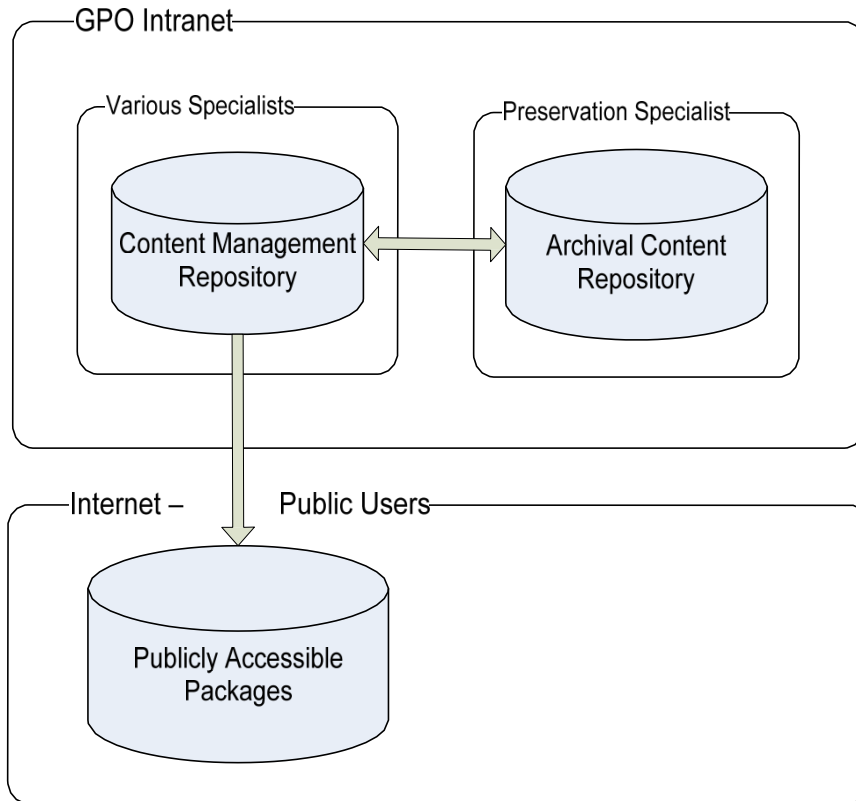 GPO Intranet
Various Specialists
Preservation Specialist
Content Management
Repository
Archival Content
Repository
Internet – Public Users
Publicly Accessible
Packages